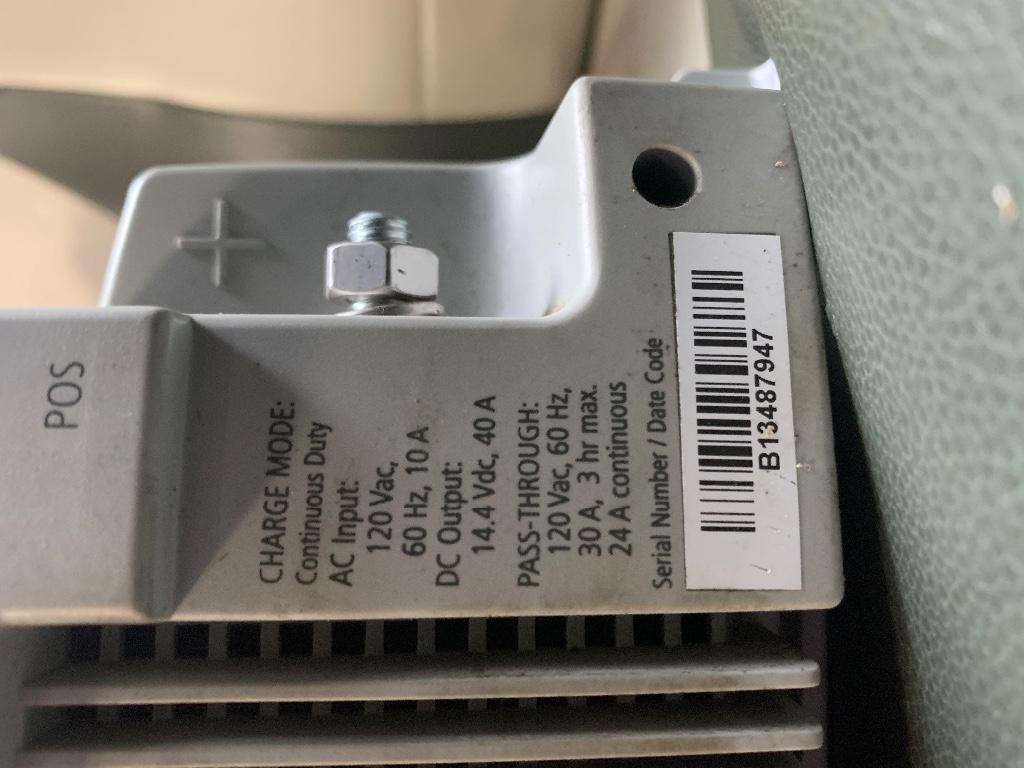 POS
CHARGE MODE:
Continuous Duty
AC Input:
120 Vac,
60 Hz, 10 A
DC Output:
14.4 Vdc, 40 A
PASS-THROUGH:
120 Vac, 60 Hz,
30 A, 3 hr max.
24 A continuous
Serial Number / Date Code
B13487947